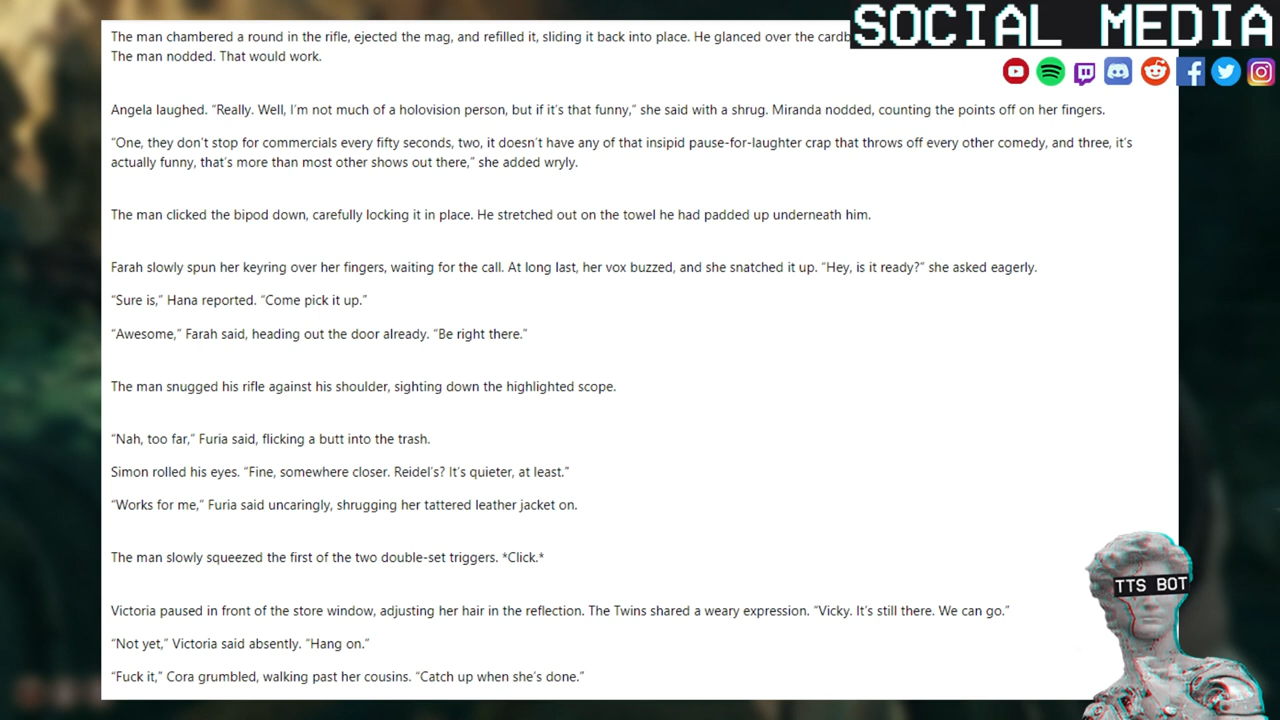 SOCIAL MEDIA
The man chambered a round in the rifle, ejected the mag, and refilled it, sliding it back into place. He glanced over the
The man nodded. That would work.
Angela laughed. “Really. Well, I’m not much of a holovision person, but if it’s that funny,” she said with a shrug. Miranda nodded, counting the points off on her fingers.
“One, they don’t stop for commercials every fifty seconds, two, it doesn’t have any of that insipid pause-for-laughter crap that throws off every other comedy, and three, it’s
actually funny, that’s more than most other shows out there,” she added wryly.
The man clicked the bipod down, carefully locking it in place. He stretched out on the towel he had padded up underneath him.
Farah slowly spun her keyring over her fingers, waiting for the call. At long last, her vox buzzed, and she snatched it up. “Hey, is it ready?” she asked eagerly.
“Sure is,” Hana reported. “Come pick it up.”
“Awesome,” Farah said, heading out the door already. “Be right there.”
The man snugged his rifle against his shoulder, sighting down the highlighted scope.
“Nah, too far,” Furia said, flicking a butt into the trash.
Simon rolled his eyes. “Fine, somewhere closer. Reidel’s? It’s quieter, at least.”
“Works for me,” Furia said uncaringly, shrugging her tattered leather jacket on.
The man slowly squeezed the first of the two double-set triggers. *Click.*
Victoria paused in front of the store window, adjusting her hair in the reflection. The Twins shared a weary expression. “Vicky. It’s still there. We can go.”
“Not yet,” Victoria said absently. “Hang on.”
“Fuck it,” Cora grumbled, walking past her cousins. “Catch up when she’s done.”
TTS BOT